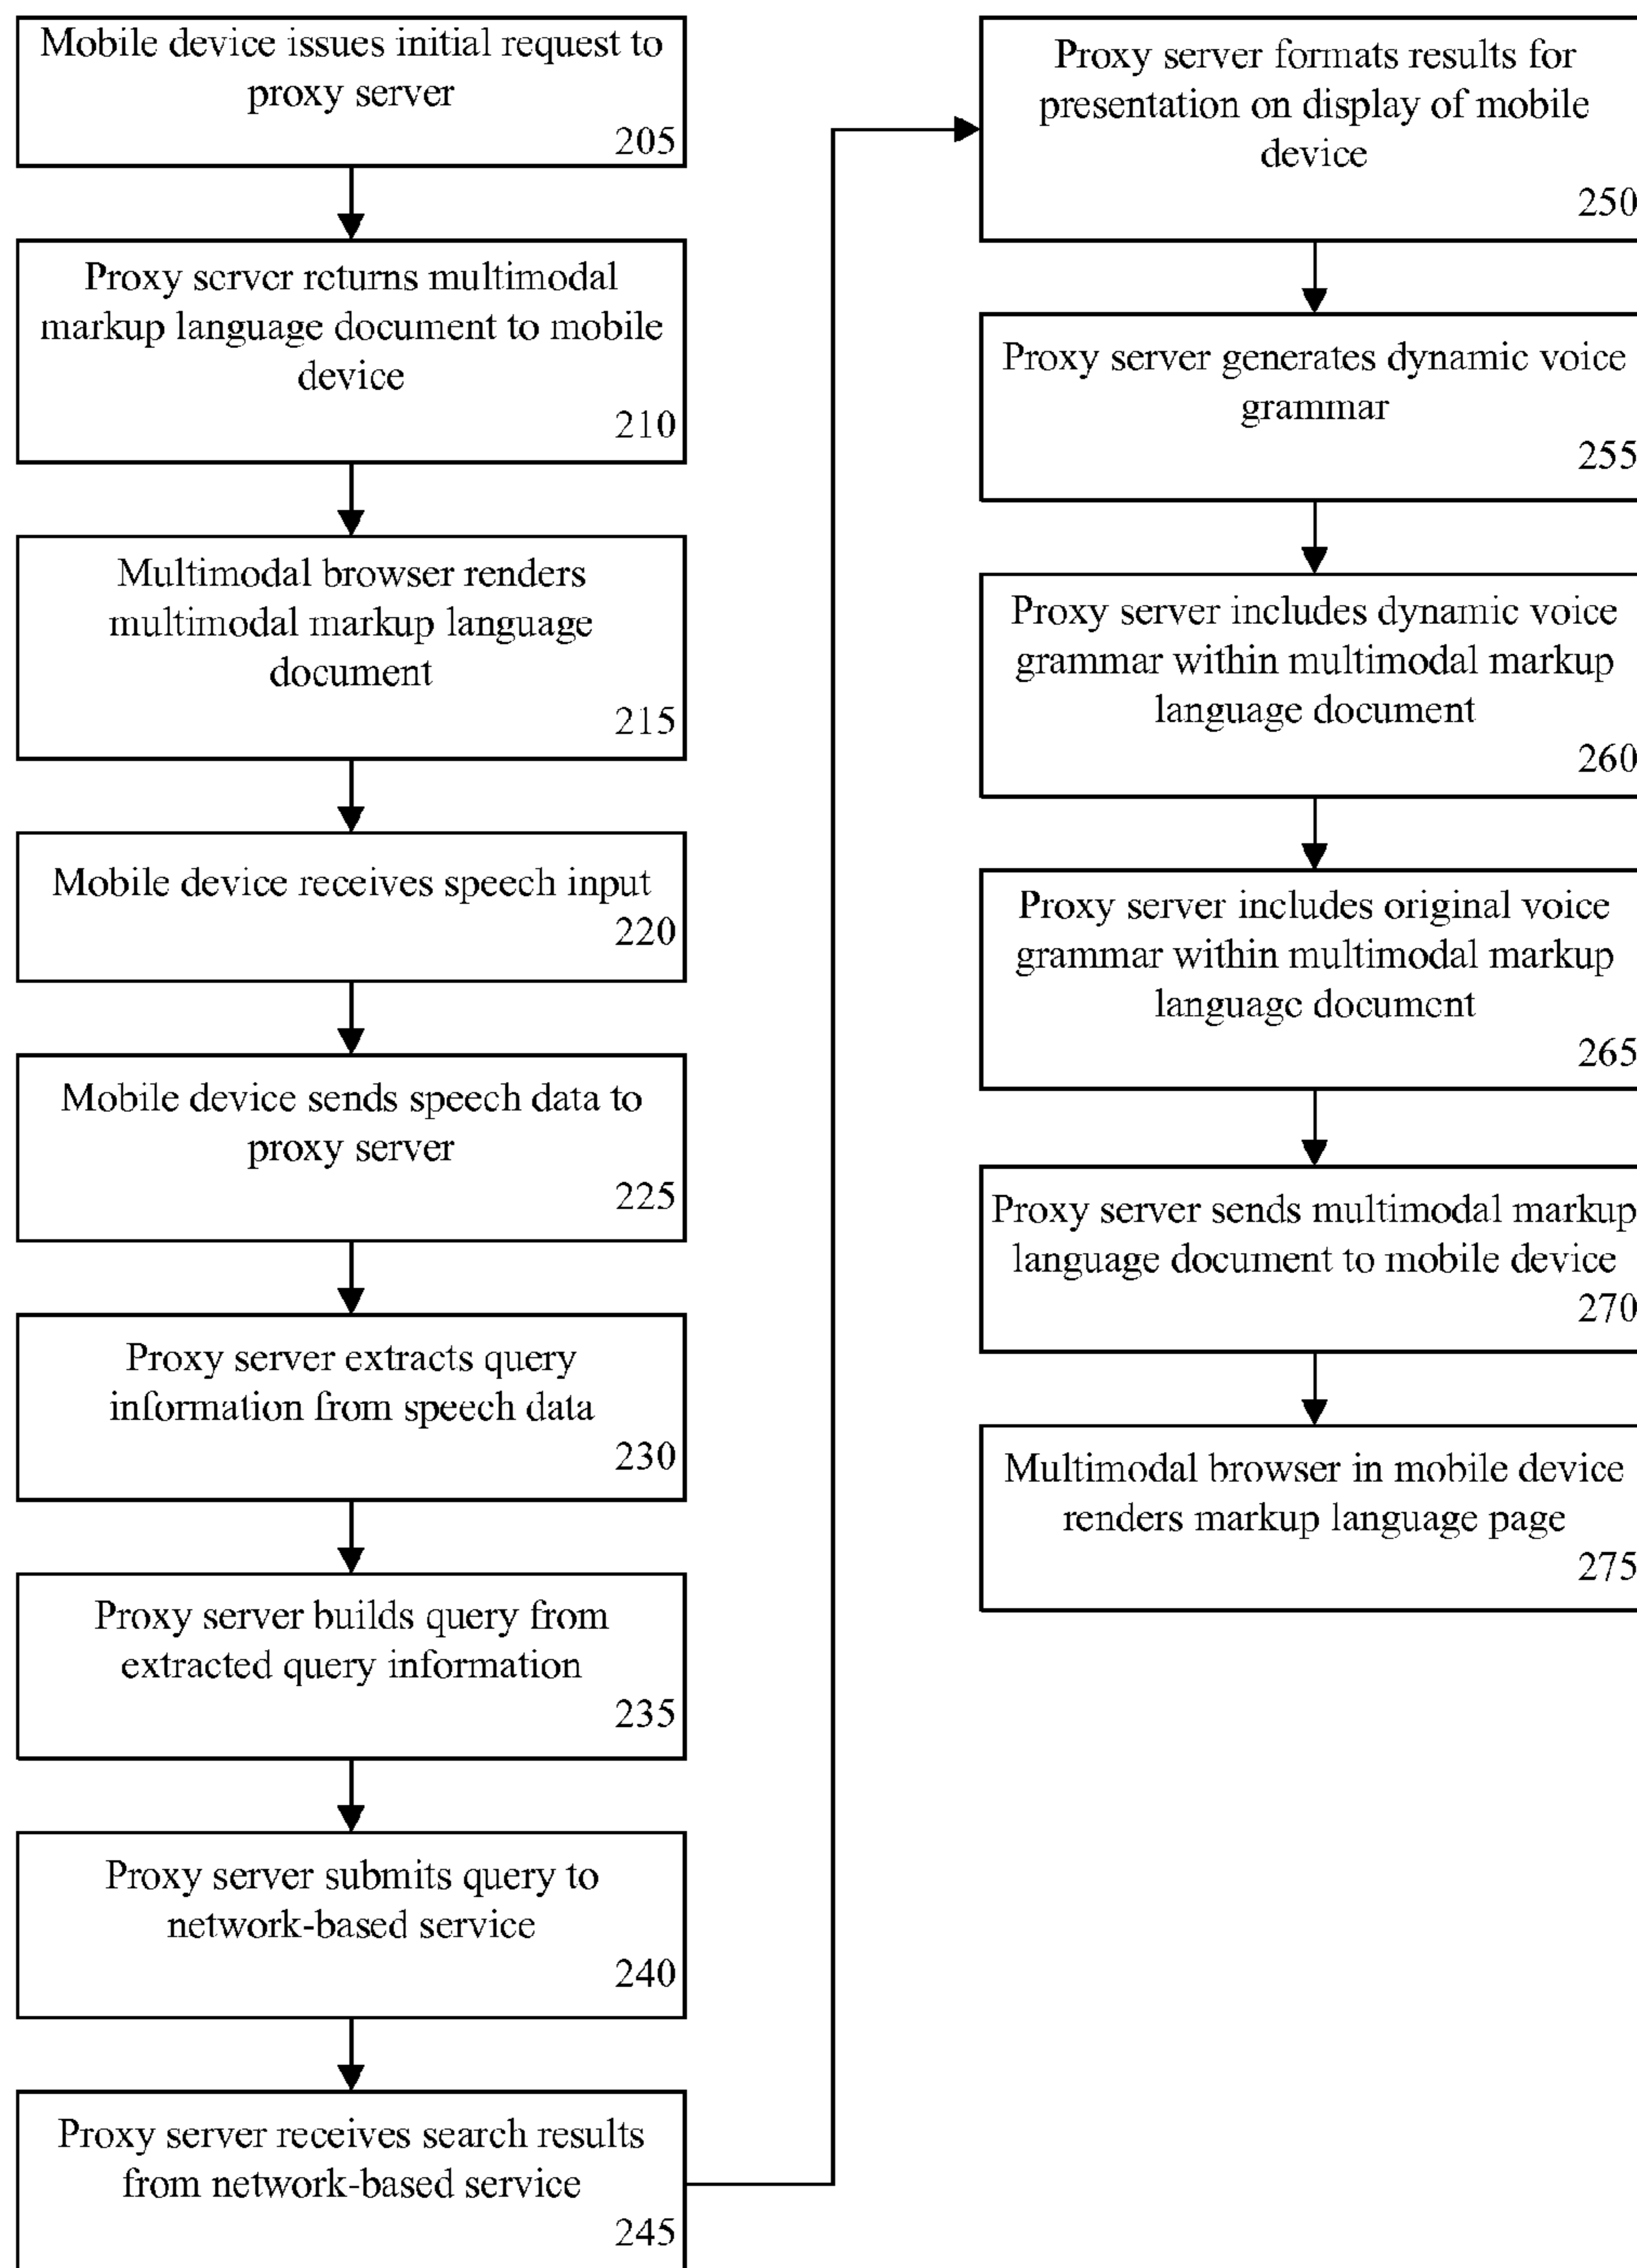 Mobile device issues initial request to
proxy server
205
Proxy server returns multimodal
markup language document to mobile
device
210
Multimodal browser renders
multimodal markup language
document
215
Mobile device receives speech input
220
Mobile device sends speech data to
proxy server
225
Proxy server extracts query
information from speech data
230
Proxy server builds query from
extracted query information
235
Proxy server submits query to
network-based service
240
Proxy server receives search results
from network-based service
245
Proxy server formats results for
presentation on display of mobile
device
250
Proxy server generates dynamic voice
grammar
255
Proxy server includes dynamic voice
grammar within multimodal markup
language document
260
Proxy server includes original voice
grammar within multimodal markup
language document
265
Proxy server sends multimodal markup
language document to mobile device
270
Multimodal browser in mobile device
renders markup language page
275